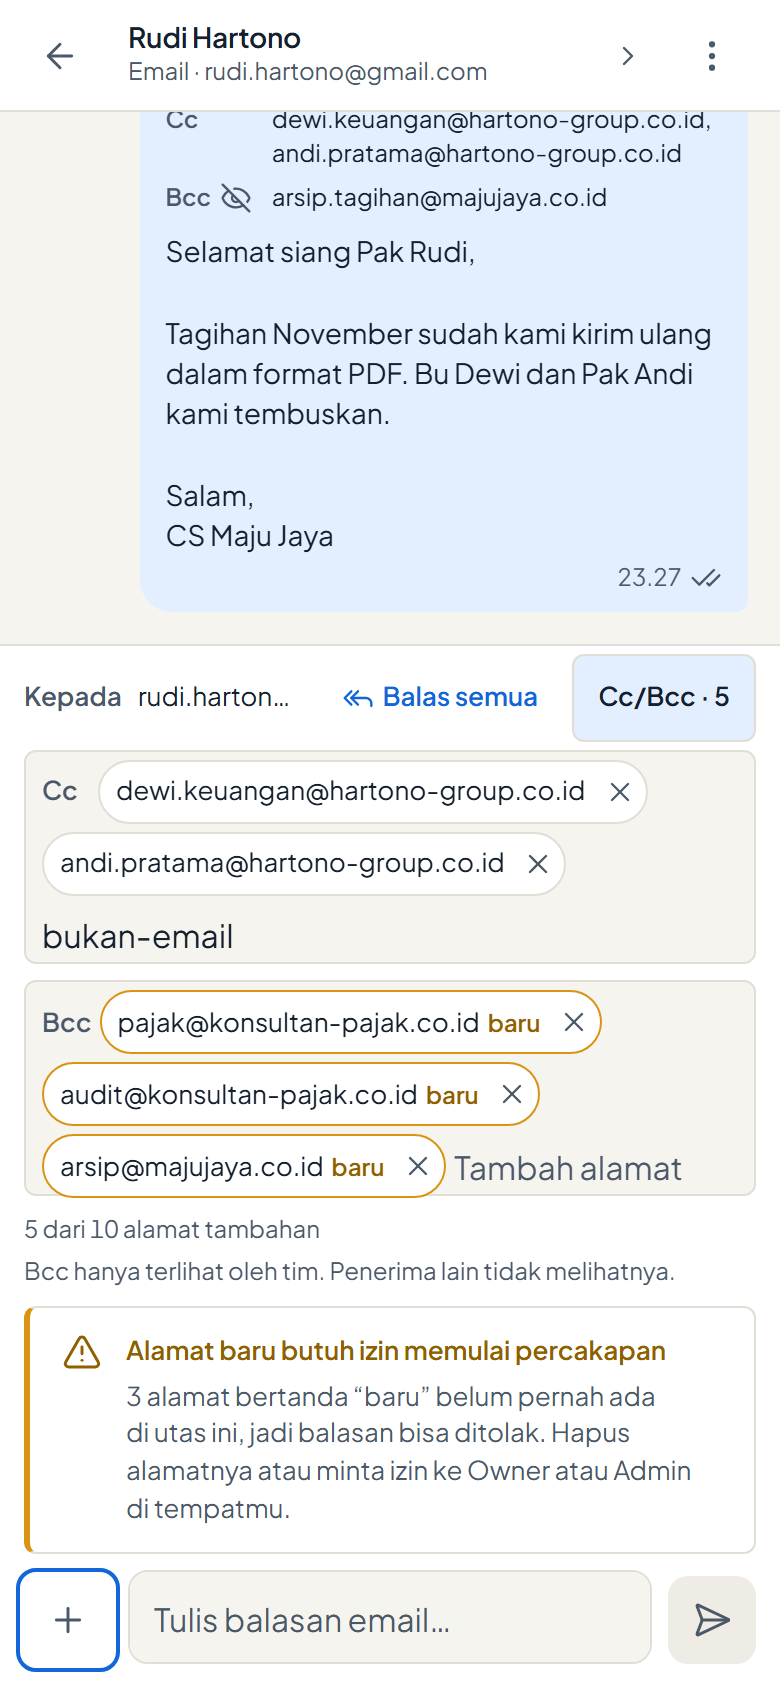 Rudi Hartono
Email · rudi.hartono@gmail.com
Cc dewi.keuangan@hartono-group.co.id,
andi.pratama@hartono-group.co.id
Bcc arsip.tagihan@majujaya.co.id
Selamat siang Pak Rudi,
Tagihan November sudah kami kirim ulang
dalam format PDF. Bu Dewi dan Pak Andi
kami tembuskan.
Salam,
CS Maju Jaya
23.27
Kepada rudi.harton... Balas semua Cc/Bcc · 5
Cc dewi.keuangan@hartono-group.co.id
andi.pratama@hartono-group.co.id
bukan-email
Bcc pajak@konsultan-pajak.co.id baru
audit@konsultan-pajak.co.id baru
arsip@majujaya.co.id baru Tambah alamat
5 dari 10 alamat tambahan
Bcc hanya terlihat oleh tim. Penerima lain tidak melihatnya.
Alamat baru butuh izin memulai percakapan
3 alamat bertanda “baru” belum pernah ada
di utas ini, jadi balasan bisa ditolak. Hapus
alamatnya atau minta izin ke Owner atau Admin
di tempatmu.
Tulis balasan email...